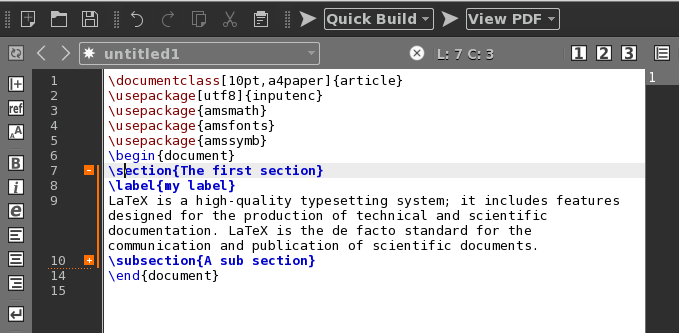 Quick Build View PDF
untitled1 L: 7 C: 3 1 2 3
1
1 \documentclass[10pt,a4paper]{article}
2 \usepackage[utf8]{inputenc}
3 \usepackage{amsmath}
4 \usepackage{amsfonts}
5 \usepackage{amssymb}
6 \begin{document}
7 \section{The first section}
8 \label{my label}
9 LaTeX is a high-quality typesetting system; it includes features
designed for the production of technical and scientific
documentation. LaTeX is the de facto standard for the
communication and publication of scientific documents.
10 \subsection{A sub section}
14 \end{document}
15
ref
AA
B
i
e